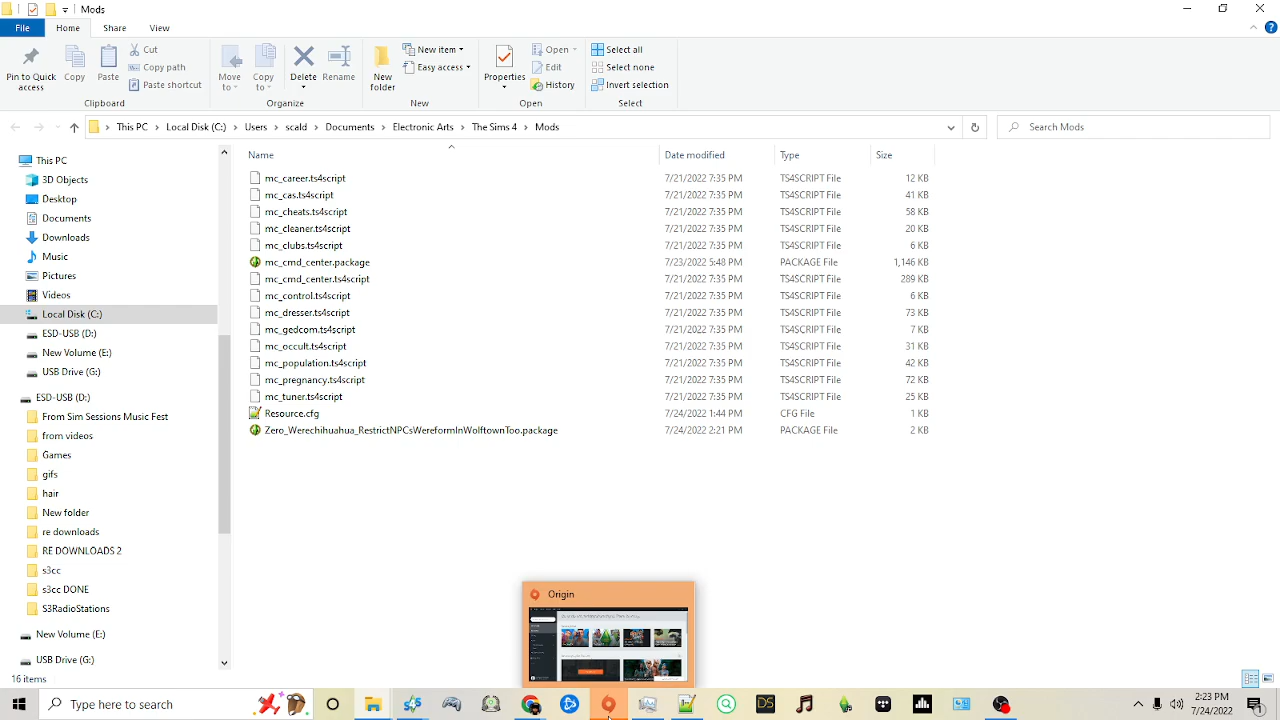 Mods
File Home Share View
Pin to Quick access
Copy
Paste
Cut
Copy path
Paste shortcut
Clipboard
Move to
Copy to
Delete
Rename
Organize
New folder
New item
Easy access
New
Properties
Open
Edit
History
Open
Select all
Select none
Invert selection
Select
This PC > Local Disk (C:) > Users > scald > Documents > Electronic Arts > The Sims 4 > Mods
Search Mods
Name Date modified Type Size
mc_career.ts4script 7/21/2022 7:35 PM TS4SCRIPT File 12 KB
mc_cas.ts4script 7/21/2022 7:35 PM TS4SCRIPT File 41 KB
mc_cheats.ts4script 7/21/2022 7:35 PM TS4SCRIPT File 58 KB
mc_cleaner.ts4script 7/21/2022 7:35 PM TS4SCRIPT File 20 KB
mc_clubs.ts4script 7/21/2022 7:35 PM TS4SCRIPT File 6 KB
mc_cmd_center.package 7/23/2022 5:48 PM PACKAGE File 1,146 KB
mc_cmd_center.ts4script 7/21/2022 7:35 PM TS4SCRIPT File 289 KB
mc_control.ts4script 7/21/2022 7:35 PM TS4SCRIPT File 6 KB
mc_dresser.ts4script 7/21/2022 7:35 PM TS4SCRIPT File 73 KB
mc_gedcom.ts4script 7/21/2022 7:35 PM TS4SCRIPT File 7 KB
mc_occult.ts4script 7/21/2022 7:35 PM TS4SCRIPT File 31 KB
mc_population.ts4script 7/21/2022 7:35 PM TS4SCRIPT File 42 KB
mc_pregnancy.ts4script 7/21/2022 7:35 PM TS4SCRIPT File 72 KB
mc_tuner.ts4script 7/21/2022 7:35 PM TS4SCRIPT File 25 KB
Resource.cfg 7/24/2022 1:44 PM CFG File 1 KB
Zero_Werechihuahua_RestrictNPCsWereformInWolftownToo.package 7/24/2022 2:21 PM PACKAGE File 2 KB
This PC
3D Objects
Desktop
Documents
Downloads
Music
Pictures
Videos
Local Disk (C:)
ESD-USB (D:)
New Volume (E:)
USB Drive (G:)
ESD-USB (D:)
From Sim Sessions Music Fest
from videos
Games
gifs
hair
New folder
re downloads
RE DOWNLOADS 2
s3cc
s3cc DONE
S3RadioStations
New Volume (E:)
USB Drive (G:)
16 items
Origin
Type here to search
DS
2:23 PM
7/24/2022
1